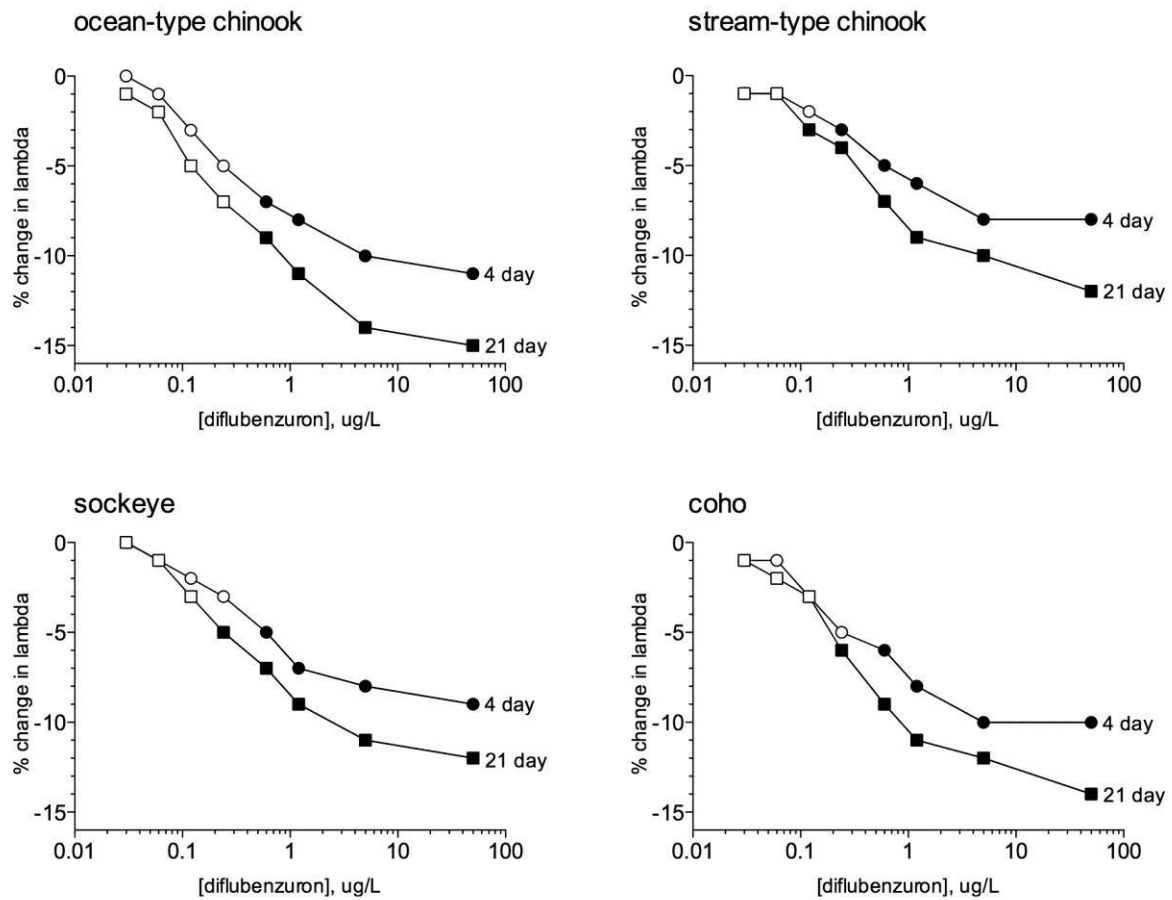 ocean-type chinook
0
-5
-10
-15
% change in lambda
4 day
21 day
0.01 0.1 1 10 100
[diflubenzuron], ug/L
stream-type chinook
0
-5
-10
-15
% change in lambda
4 day
21 day
0.01 0.1 1 10 100
[diflubenzuron], ug/L
sockeye
0
-5
-10
-15
% change in lambda
4 day
21 day
0.01 0.1 1 10 100
[diflubenzuron], ug/L
coho
0
-5
-10
-15
% change in lambda
4 day
21 day
0.01 0.1 1 10 100
[diflubenzuron], ug/L